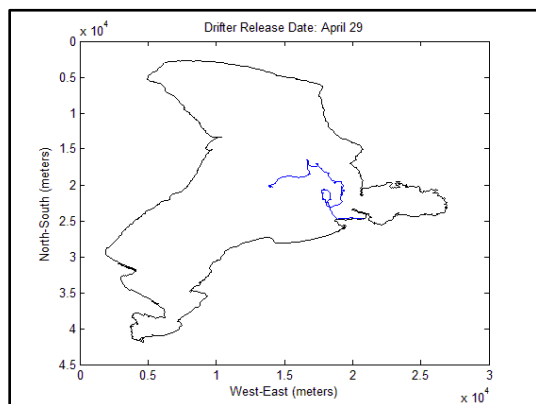 Drifter Release Date: April 29
x 10^4
0
0.5
1
1.5
2
2.5
3
3.5
4
4.5
North-South (meters)
0 0.5 1 1.5 2 2.5 3
West-East (meters)
x 10^4